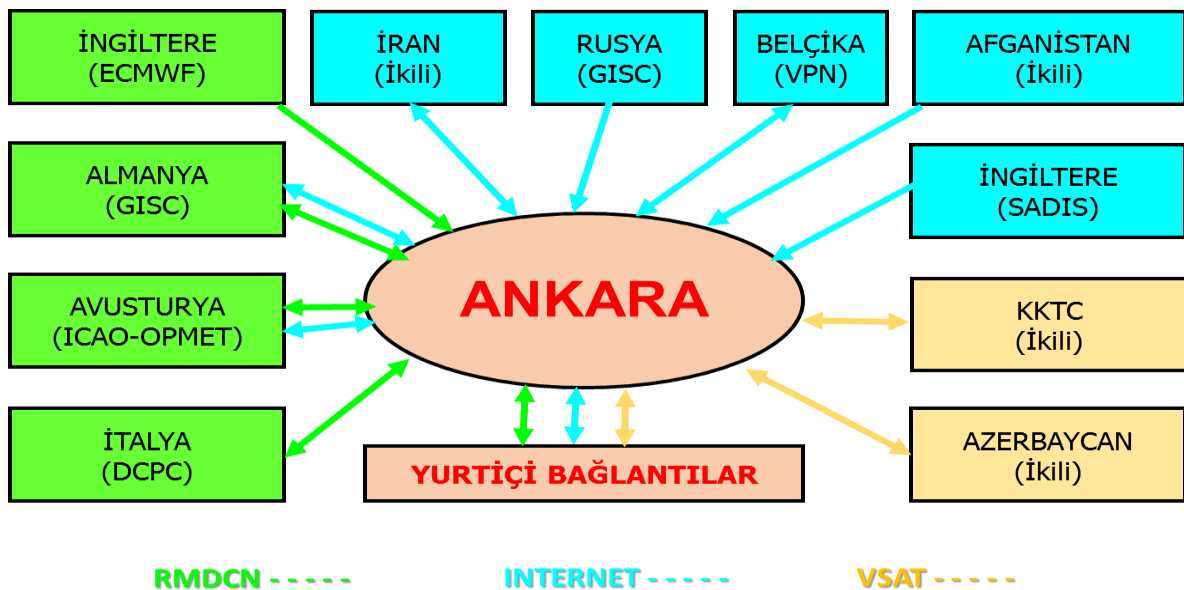 İNGİLTERE
(ECMWF)
İRAN
(İkili)
RUSYA
(GISC)
BELÇİKA
(VPN)
AFGANİSTAN
(İkili)
ALMANYA
(GISC)
İNGİLTERE
(SADIS)
AVUSTURYA
(ICAO-OPMET)
ANKARA
KKTC
(İkili)
İTALYA
(DCPC)
YURTİÇİ BAĞLANTILAR
AZERBAYCAN
(İkili)
RMDCN - - - - -
INTERNET - - - - -
VSAT - - - - -